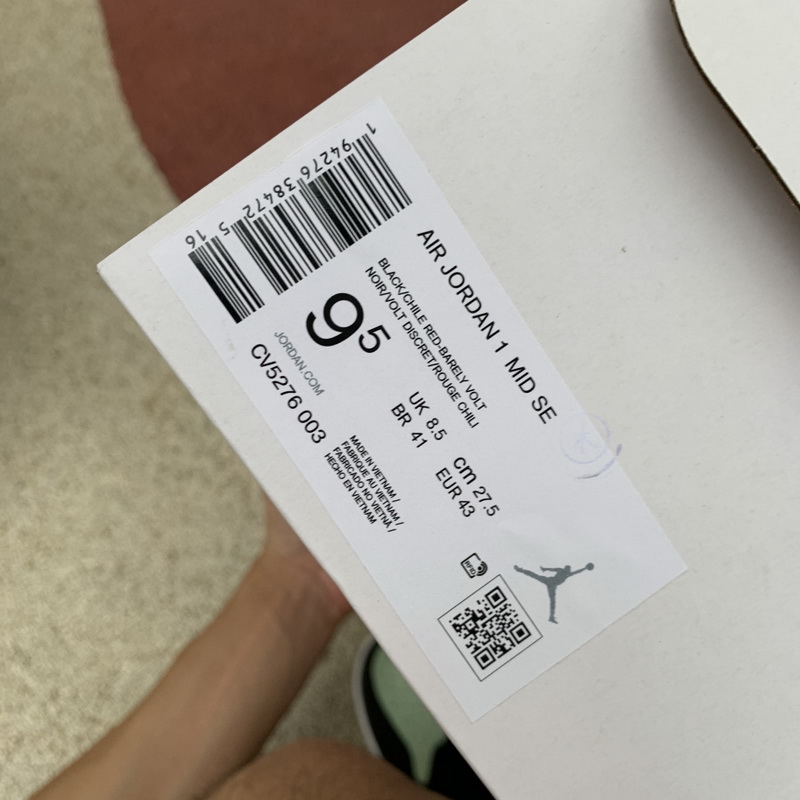 AIR JORDAN 1 MID SE
BLACK/CHILE RED-BARELY VOLT
NOIR/VOLT DISCRET/ROUGE CHILI
9.5
UK 8.5
BR 41
cm 27.5
EUR 43
JORDAN.COM
CV5276 003
MADE IN VIETNAM /
FABRIQUE AU VIETNAM /
FABRICADO NO VIETNÃ /
HECHO EN VIETNAM
RFID
1 94276 38472 5 16